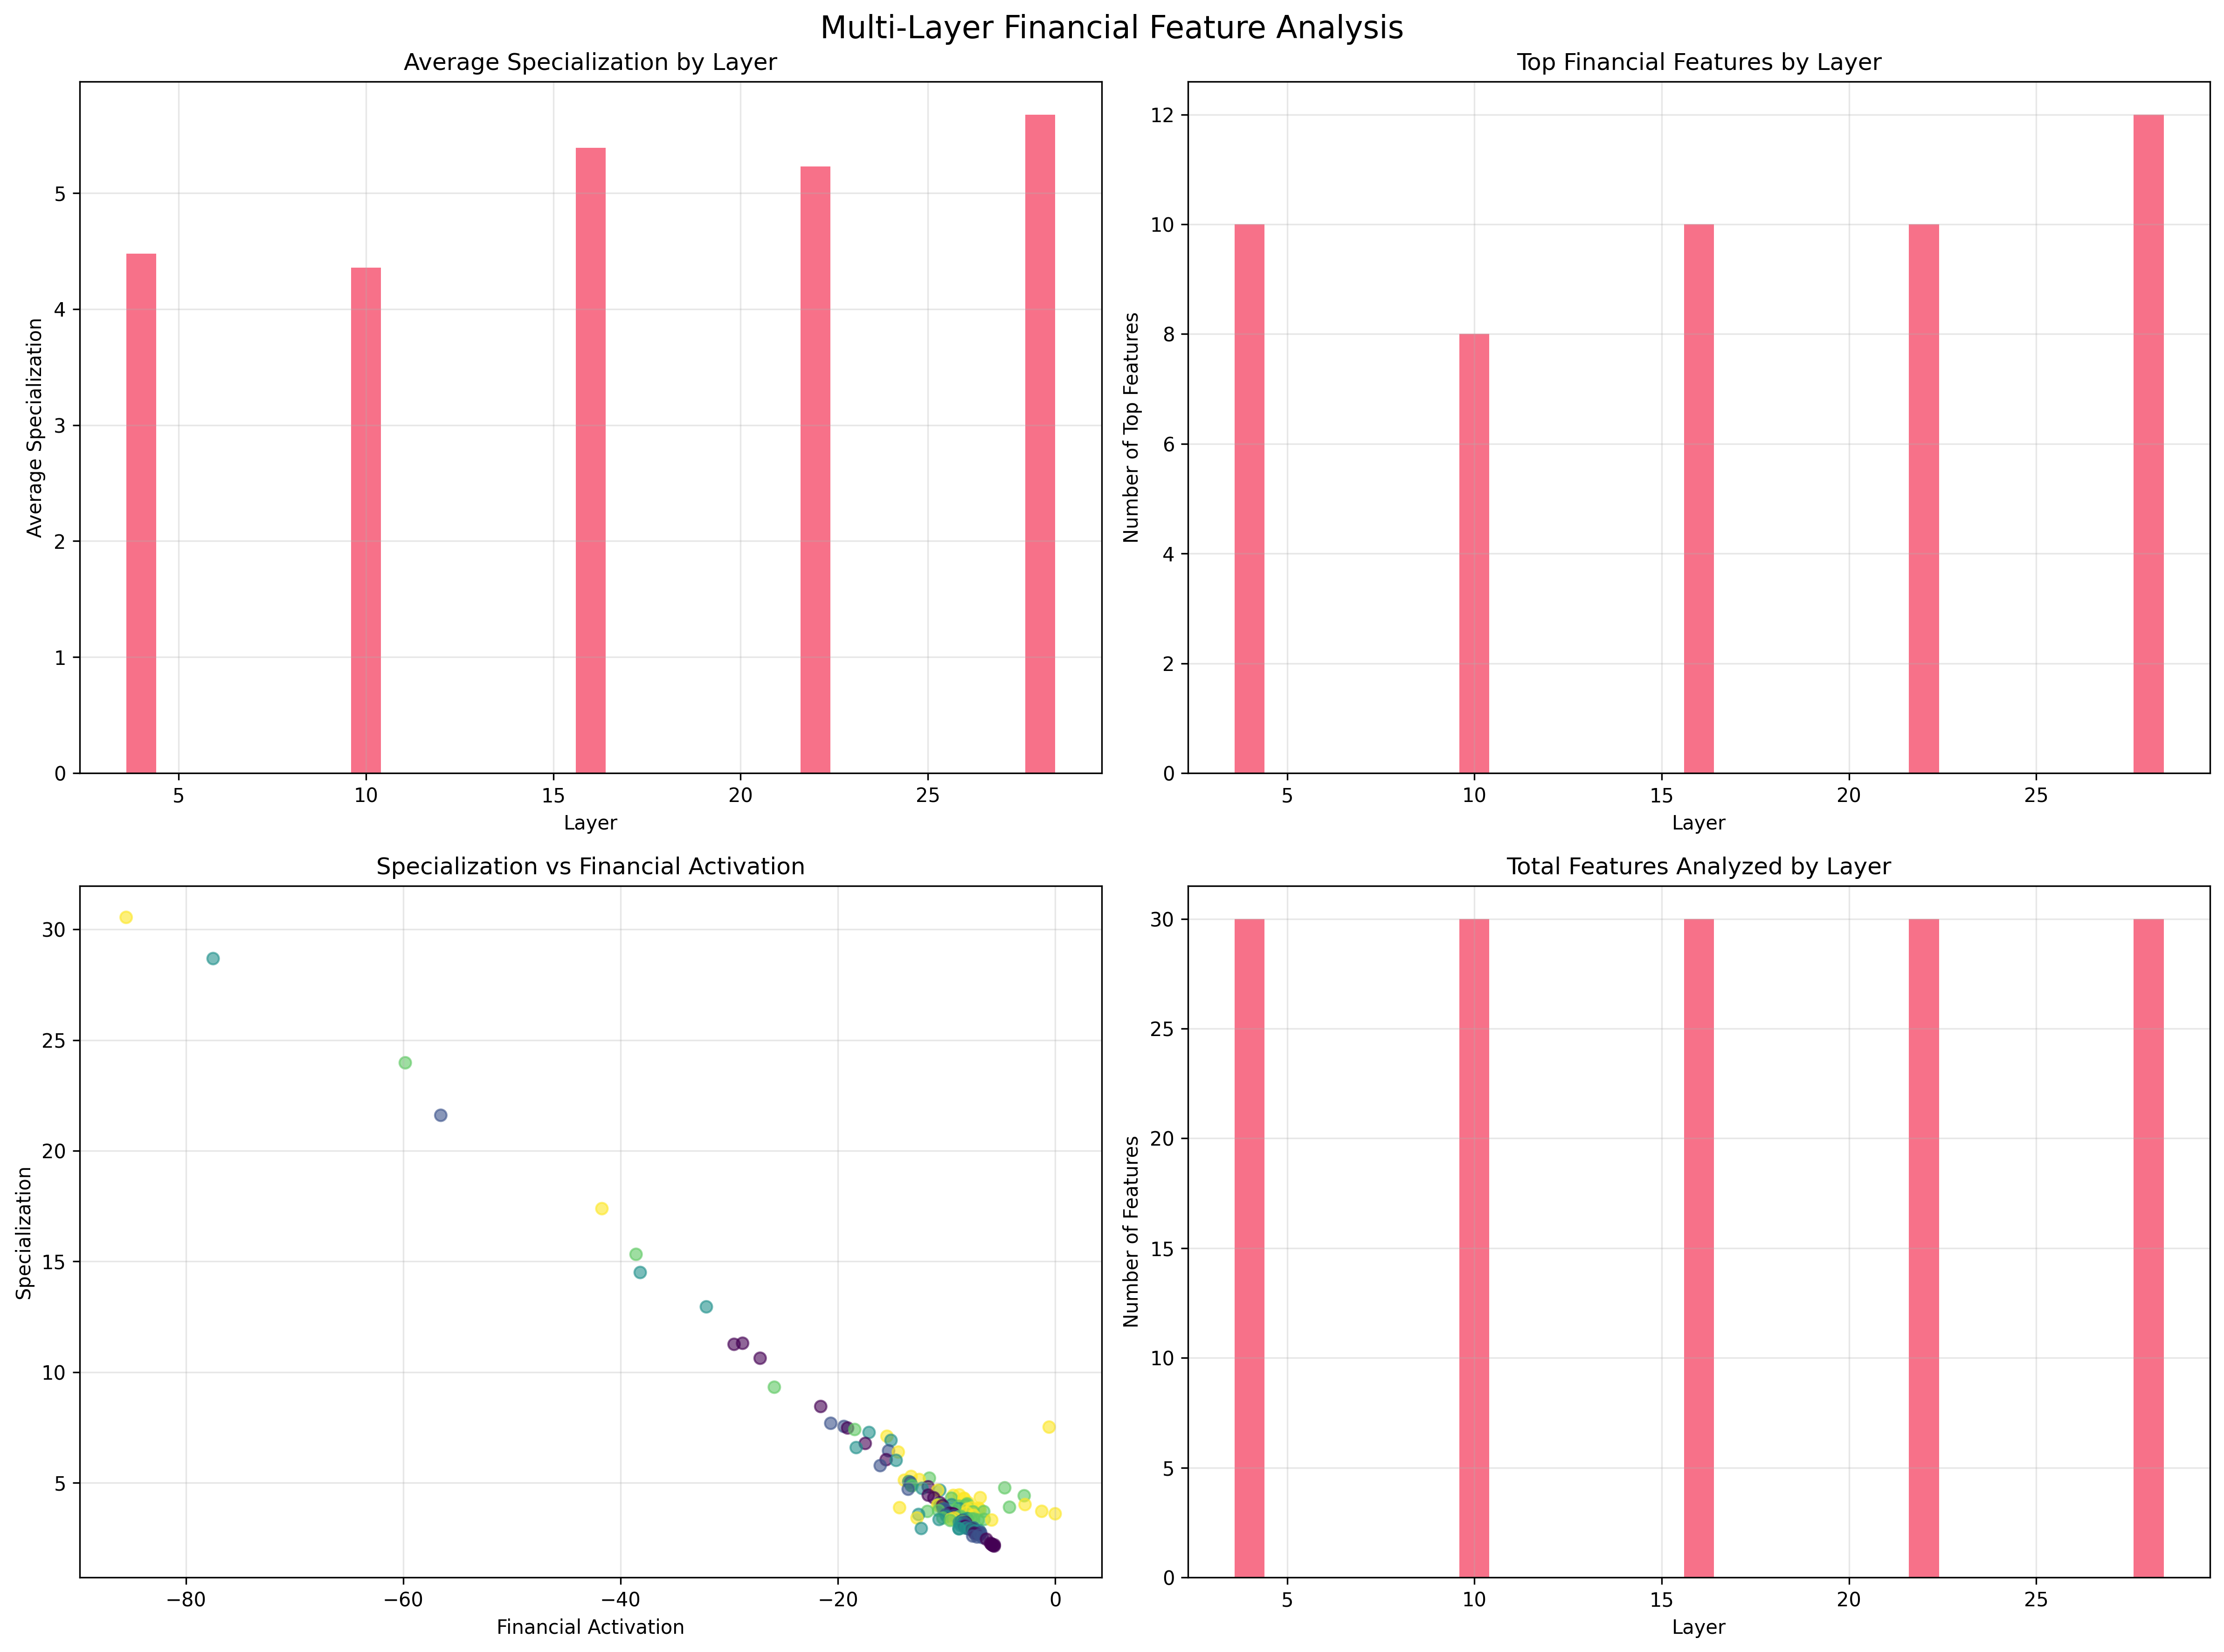 Multi-Layer Financial Feature Analysis
Average Specialization by Layer
Average Specialization
5
4
3
2
1
0
5 10 15 20 25
Layer
Top Financial Features by Layer
Number of Top Features
12
10
8
6
4
2
0
5 10 15 20 25
Layer
Specialization vs Financial Activation
Specialization
30
25
20
15
10
5
−80 −60 −40 −20 0
Financial Activation
Total Features Analyzed by Layer
Number of Features
30
25
20
15
10
5
0
5 10 15 20 25
Layer